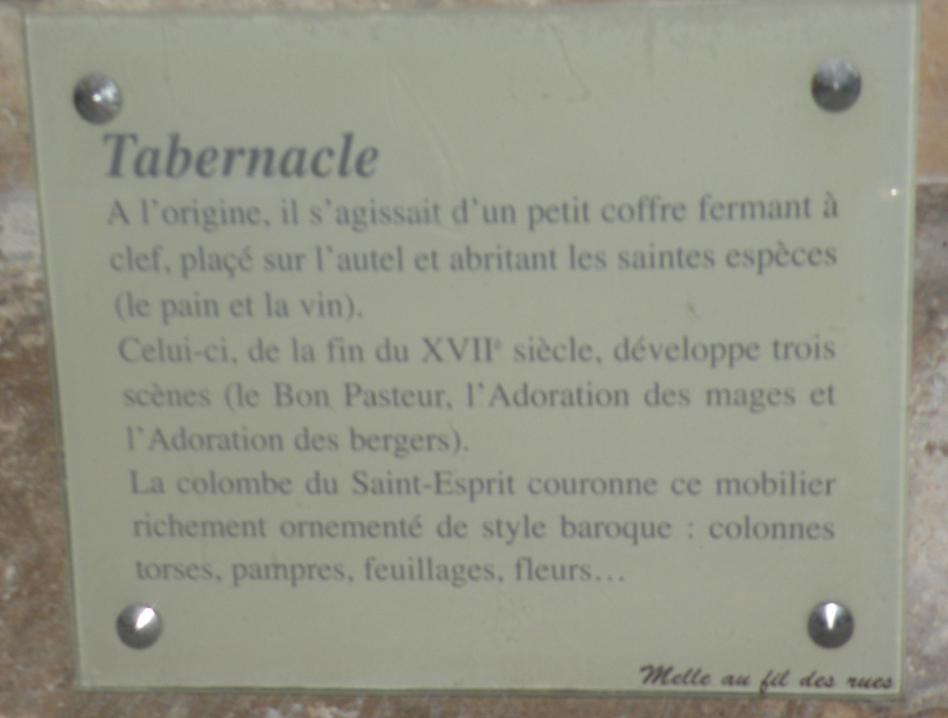 Tabernacle
A l'origine, il s'agissait d'un petit coffre fermant à
clef, plaçé sur l'autel et abritant les saintes espèces
(le pain et la vin).
Celui-ci, de la fin du XVIIe siècle, développe trois
scènes (le Bon Pasteur, l'Adoration des mages et
l'Adoration des bergers).
La colombe du Saint-Esprit couronne ce mobilier
richement ornementé de style baroque : colonnes
torses, pampres, feuillages, fleurs...
Melle au fil des rues